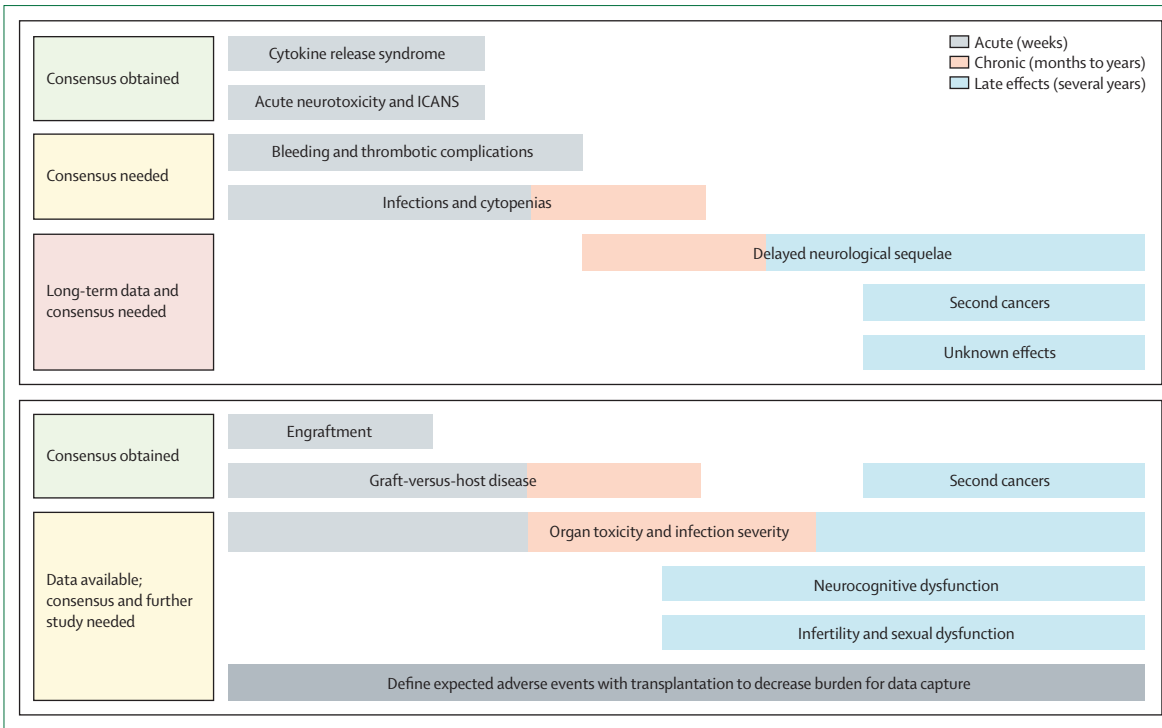 Consensus obtained
Cytokine release syndrome
Acute (weeks)
Chronic (months to years)
Late effects (several years)
Acute neurotoxicity and ICANS
Consensus needed
Bleeding and thrombotic complications
Infections and cytopenias
Long-term data and
consensus needed
Delayed neurological sequelae
Second cancers
Unknown effects
Consensus obtained
Engraftment
Graft-versus-host disease
Second cancers
Data available;
consensus and further
study needed
Organ toxicity and infection severity
Neurocognitive dysfunction
Infertility and sexual dysfunction
Define expected adverse events with transplantation to decrease burden for data capture